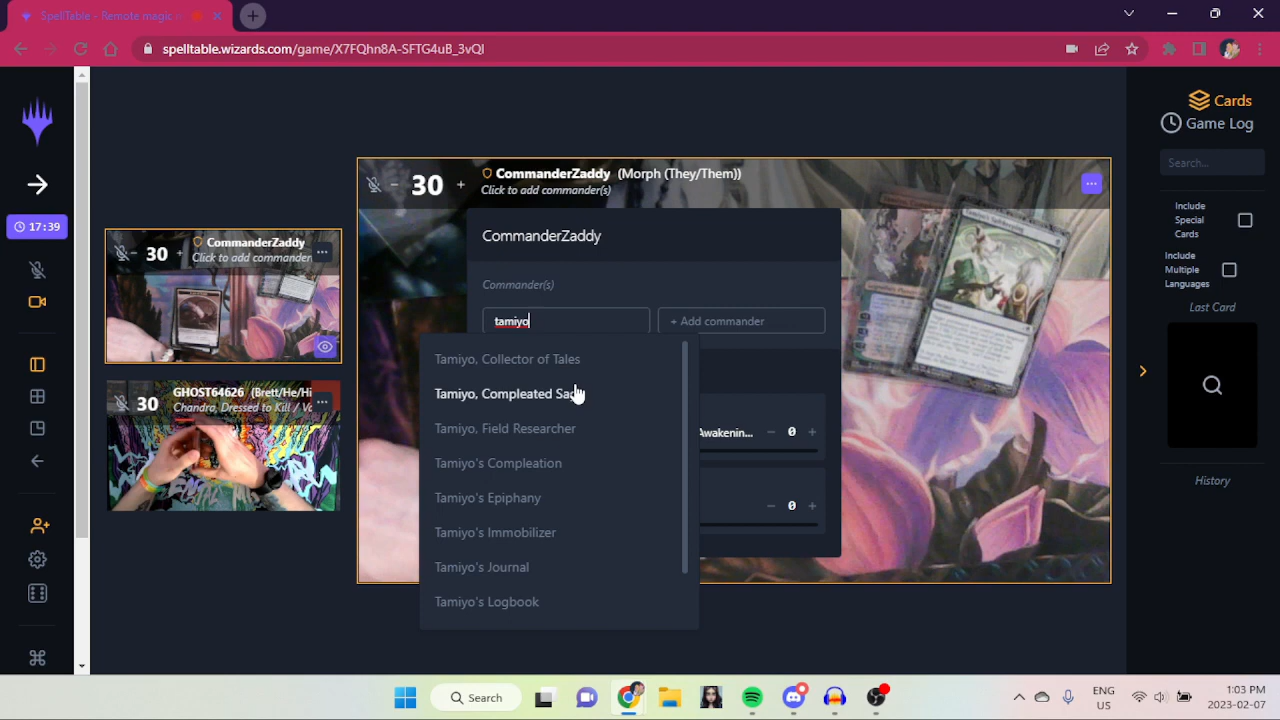 SpellTable - Remote magic
spelltable.wizards.com/game/X7FQhn8A-SFTG4uB_3vQI
17:39
30
CommanderZaddy
Click to add commander
30
GHOST64626 (Brett/He/Hi
Chandra, Dressed to Kill /
30
CommanderZaddy (Morph (They/Them))
Click to add commander(s)
CommanderZaddy
Commander(s)
tamiyo
+ Add commander
Tamiyo, Collector of Tales
Tamiyo, Compleated Sage
Tamiyo, Field Researcher
Tamiyo's Compleation
Tamiyo's Epiphany
Tamiyo's Immobilizer
Tamiyo's Journal
Tamiyo's Logbook
Awakenin...
0
0
Cards
Game Log
Search...
Include
Special
Cards
Include
Multiple
Languages
Last Card
History
Search
ENG
US
1:03 PM
2023-02-07